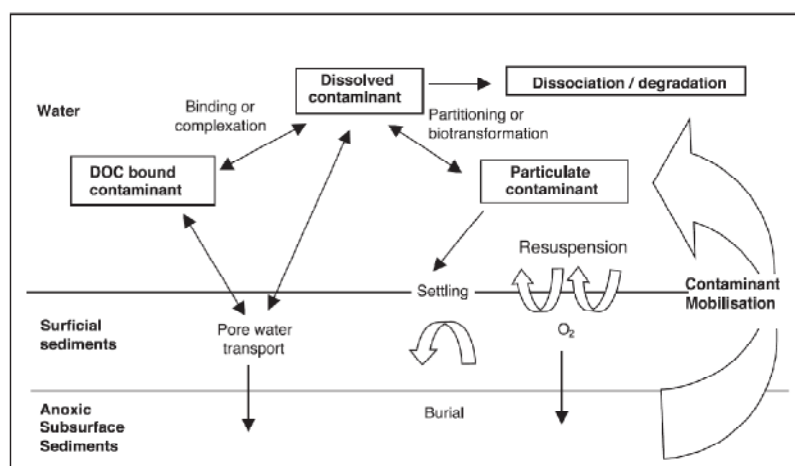 Dissolved
contaminant
Dissociation / degradation
Water
Binding or
complexation
Partitioning or
biotransformation
DOC bound
contaminant
Particulate
contaminant
Resuspension
Settling
Contaminant
Mobilisation
Surficial
sediments
Pore water
transport
O₂
Anoxic
Subsurface
Sediments
Burial